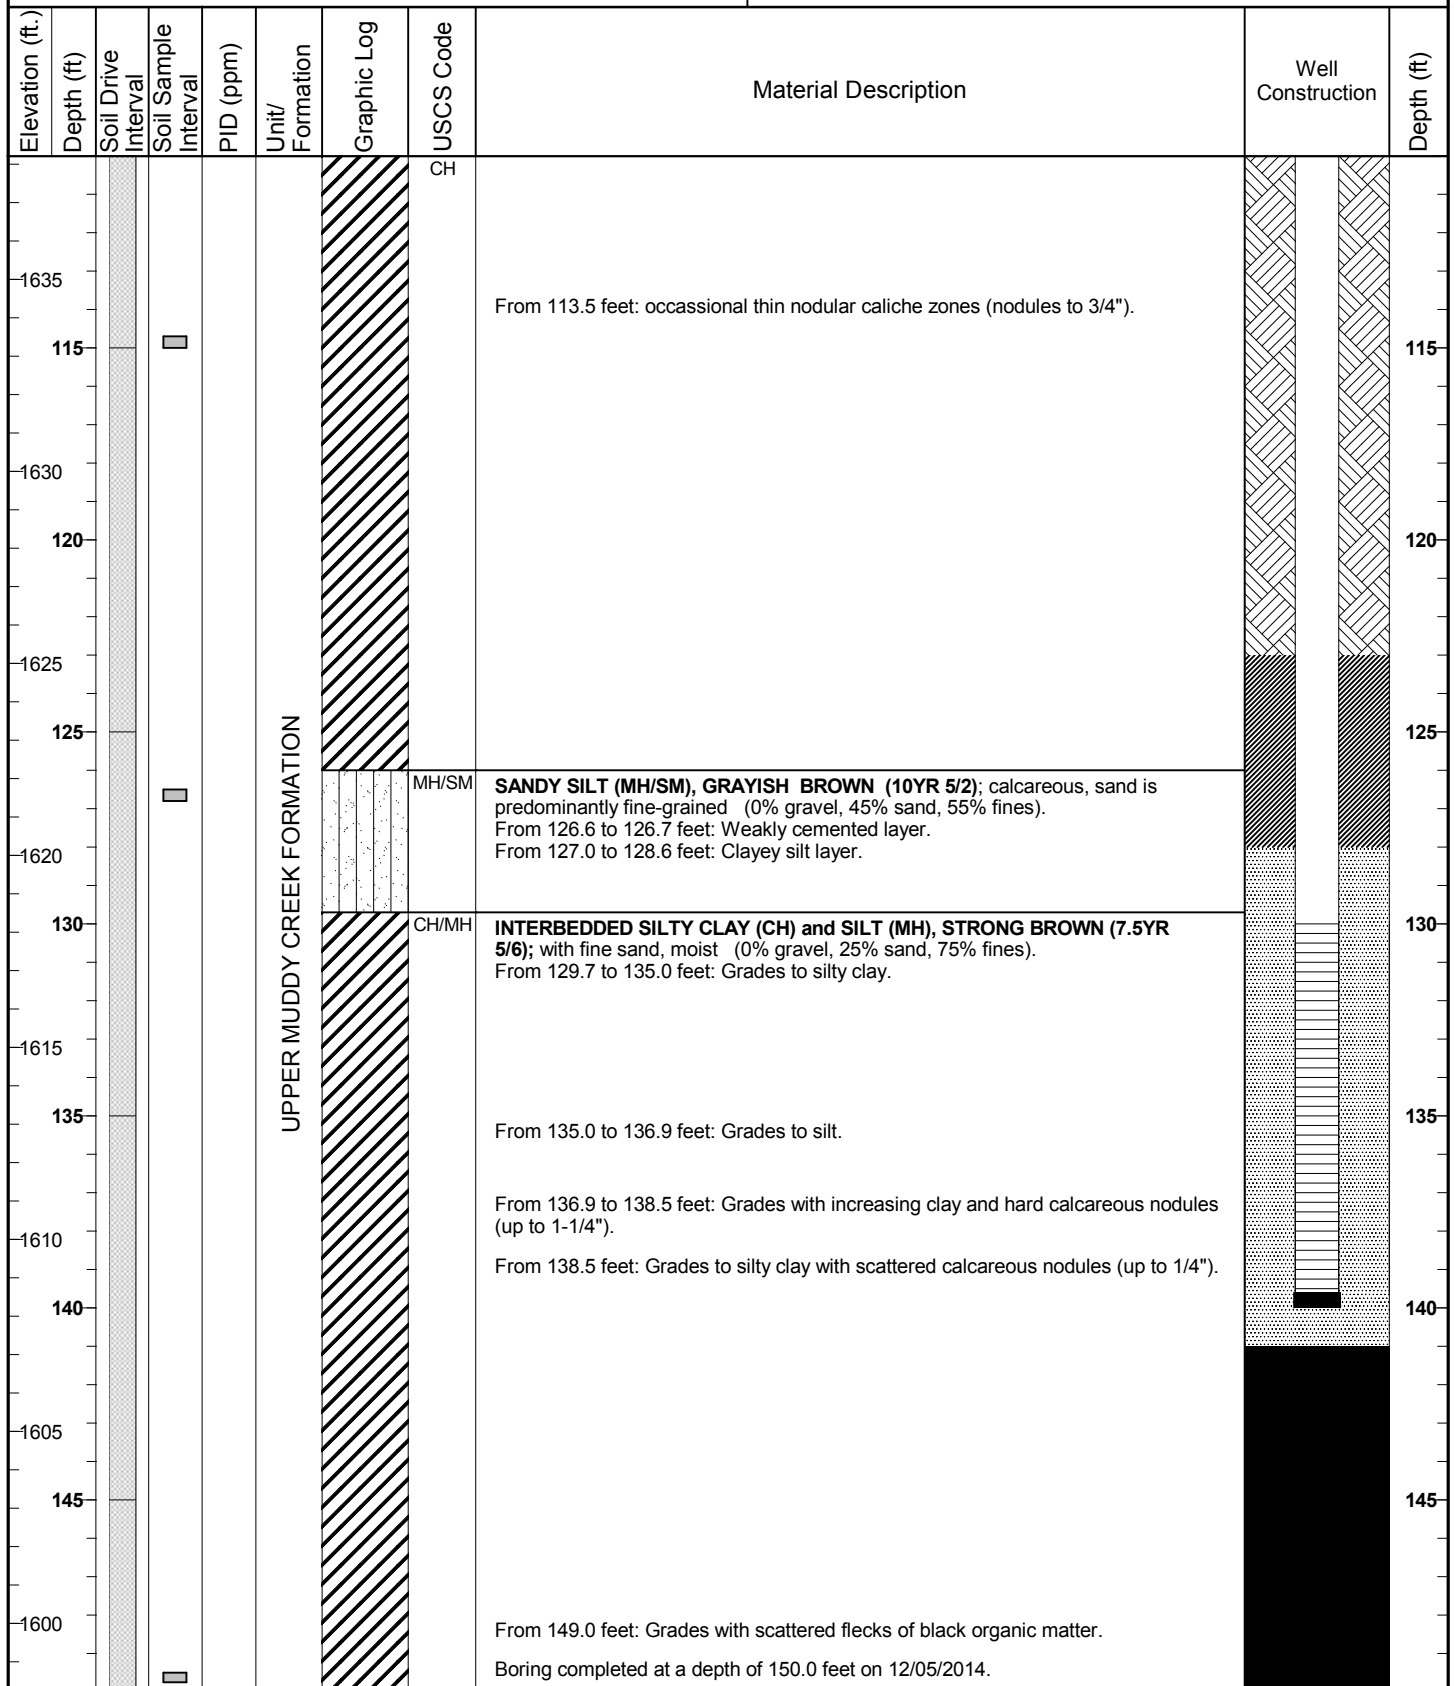 Elevation (ft.)
Depth (ft)
Soil Drive
Interval
Soil Sample
Interval
PID (ppm)
Unit/
Formation
Graphic Log
USCS Code
Material Description
Well
Construction
Depth (ft)
CH
1635
From 113.5 feet: occassional thin nodular caliche zones (nodules to 3/4").
115
115
1630
120
120
1625
125
125
UPPER MUDDY CREEK FORMATION
MH/SM
SANDY SILT (MH/SM), GRAYISH BROWN (10YR 5/2); calcareous, sand is
predominantly fine-grained (0% gravel, 45% sand, 55% fines).
From 126.6 to 126.7 feet: Weakly cemented layer.
From 127.0 to 128.6 feet: Clayey silt layer.
1620
130
CH/MH
INTERBEDDED SILTY CLAY (CH) and SILT (MH), STRONG BROWN (7.5YR
5/6); with fine sand, moist (0% gravel, 25% sand, 75% fines).
From 129.7 to 135.0 feet: Grades to silty clay.
130
1615
135
135
From 135.0 to 136.9 feet: Grades to silt.
From 136.9 to 138.5 feet: Grades with increasing clay and hard calcareous nodules
(up to 1-1/4").
1610
From 138.5 feet: Grades to silty clay with scattered calcareous nodules (up to 1/4").
140
140
1605
145
145
1600
From 149.0 feet: Grades with scattered flecks of black organic matter.
Boring completed at a depth of 150.0 feet on 12/05/2014.